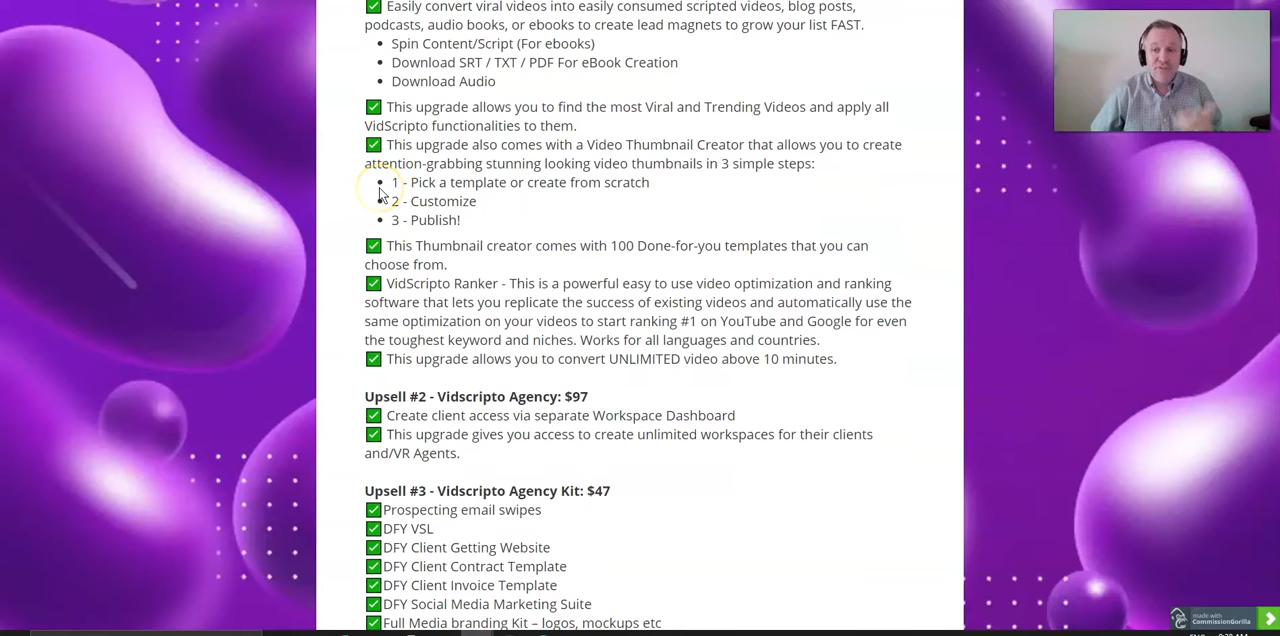 ✅ Easily convert viral videos into easily consumed scripted videos, blog posts,
podcasts, audio books, or ebooks to create lead magnets to grow your list FAST.
• Spin Content/Script (For ebooks)
• Download SRT / TXT / PDF For eBook Creation
• Download Audio
✅ This upgrade allows you to find the most Viral and Trending Videos and apply all
VidScripto functionalities to them.
✅ This upgrade also comes with a Video Thumbnail Creator that allows you to create
attention-grabbing stunning looking video thumbnails in 3 simple steps:
• 1 - Pick a template or create from scratch
• 2 - Customize
• 3 - Publish!
✅ This Thumbnail creator comes with 100 Done-for-you templates that you can
choose from.
✅ VidScripto Ranker - This is a powerful easy to use video optimization and ranking
software that lets you replicate the success of existing videos and automatically use the
same optimization on your videos to start ranking #1 on YouTube and Google for even
the toughest keyword and niches. Works for all languages and countries.
✅ This upgrade allows you to convert UNLIMITED video above 10 minutes.
Upsell #2 - Vidscripto Agency: $97
✅ Create client access via separate Workspace Dashboard
✅ This upgrade gives you access to create unlimited workspaces for their clients
and/VR Agents.
Upsell #3 - Vidscripto Agency Kit: $47
✅Prospecting email swipes
✅DFY VSL
✅DFY Client Getting Website
✅DFY Client Contract Template
✅DFY Client Invoice Template
✅DFY Social Media Marketing Suite
✅Full Media branding Kit – logos, mockups etc
made with
COMMISSIONGORILLA